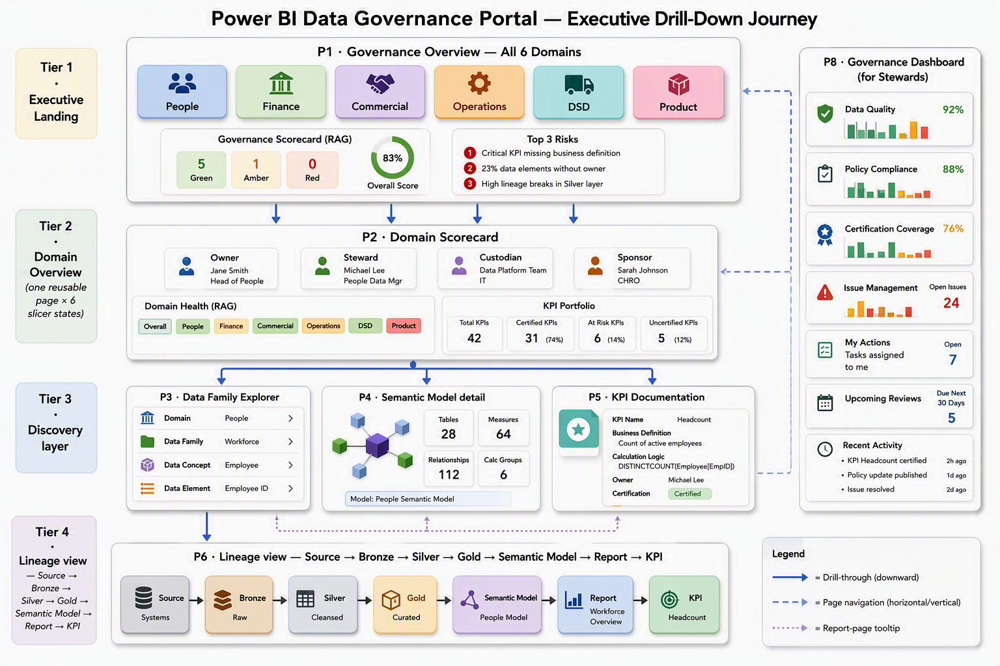 Power BI Data Governance Portal — Executive Drill-Down Journey
Tier 1
·
Executive
Landing
P1 · Governance Overview — All 6 Domains
People
Finance
Commercial
Operations
DSD
Product
Governance Scorecard (RAG)
5
Green
1
Amber
0
Red
83%
Overall Score
Top 3 Risks
1 Critical KPI missing business definition
2 23% data elements without owner
3 High lineage breaks in Silver layer
Tier 2
·
Domain
Overview
(one reusable
page × 6
slicer states)
P2 · Domain Scorecard
Owner
Jane Smith
Head of People
Steward
Michael Lee
People Data Mgr
Custodian
Data Platform Team
IT
Sponsor
Sarah Johnson
CHRO
Domain Health (RAG)
Overall
People
Finance
Commercial
Operations
DSD
Product
KPI Portfolio
Total KPIs
42
Certified KPIs
31 (74%)
At Risk KPIs
6 (14%)
Uncertified KPIs
5 (12%)
Tier 3
·
Discovery
layer
P3 · Data Family Explorer
Domain People
Data Family Workforce
Data Concept Employee
Data Element Employee ID
P4 · Semantic Model detail
Tables
28
Measures
64
Relationships
112
Calc Groups
6
Model: People Semantic Model
P5 · KPI Documentation
KPI Name Headcount
Business Definition
Count of active employees
Calculation Logic
DISTINCTCOUNT(Employee[EmpID])
Owner Michael Lee
Certification Certified
Tier 4
·
Lineage view
— Source →
Bronze →
Silver → Gold →
Semantic Model →
Report → KPI
P6 · Lineage view — Source → Bronze → Silver → Gold → Semantic Model → Report → KPI
Source
Systems
Bronze
Raw
Silver
Cleansed
Gold
Curated
Semantic Model
People Model
Report
Workforce
Overview
KPI
Headcount
P8 · Governance Dashboard
(for Stewards)
Data Quality 92%
Policy Compliance 88%
Certification Coverage 76%
Issue Management
Open Issues
24
My Actions
Tasks assigned
to me
Open
7
Upcoming Reviews
Due Next
30 Days
5
Recent Activity
• KPI Headcount certified 2h ago
• Policy update published 1d ago
• Issue resolved 2d ago
Legend
= Drill-through (downward)
= Page navigation (horizontal/vertical)
= Report-page tooltip